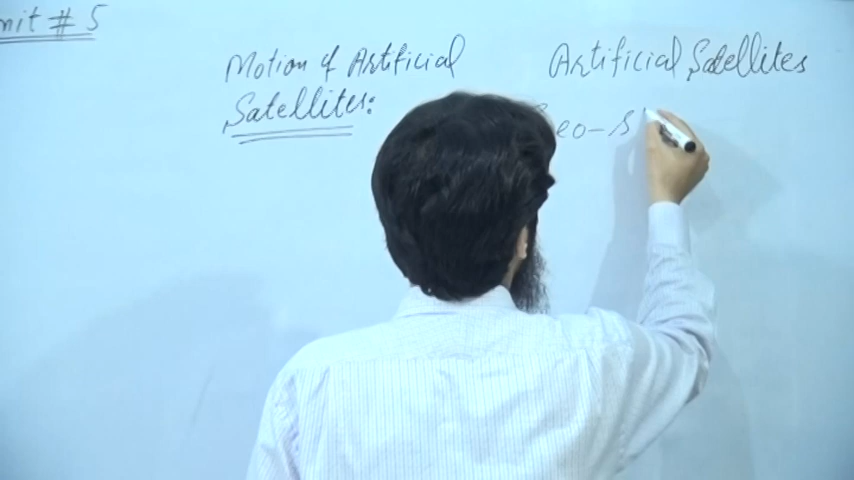 nit # 5
Motion of Artificial
Satellites:
Artificial Satellites
eo-s